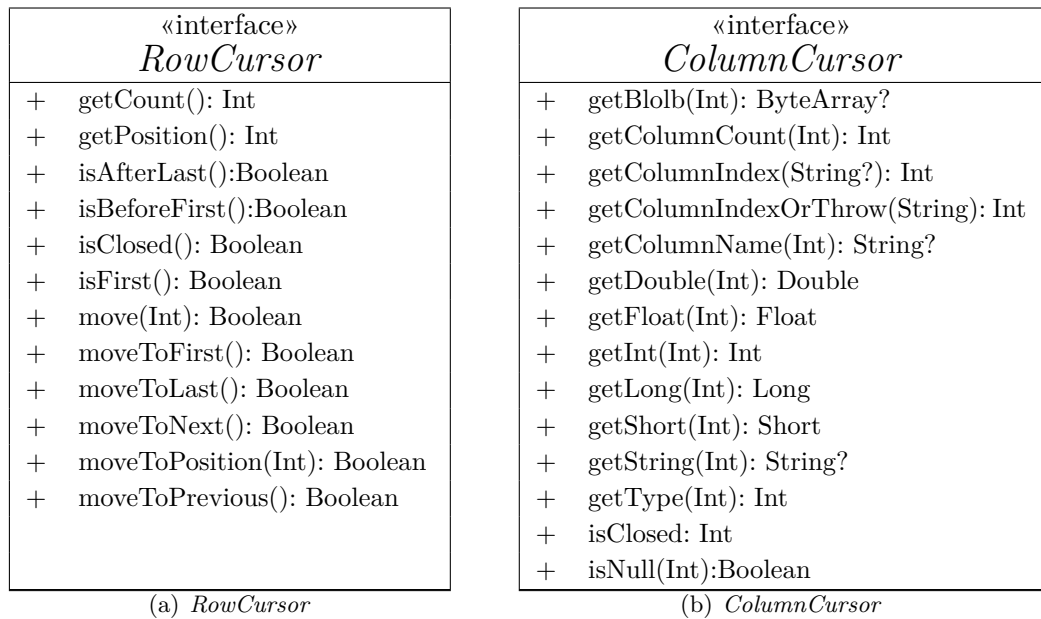 «interface»
RowCursor
+ getCount(): Int
+ getPosition(): Int
+ isAfterLast():Boolean
+ isBeforeFirst():Boolean
+ isClosed(): Boolean
+ isFirst(): Boolean
+ move(Int): Boolean
+ moveToFirst(): Boolean
+ moveToLast(): Boolean
+ moveToNext(): Boolean
+ moveToPosition(Int): Boolean
+ moveToPrevious(): Boolean
(a) RowCursor
«interface»
ColumnCursor
+ getBlolb(Int): ByteArray?
+ getColumnCount(Int): Int
+ getColumnIndex(String?): Int
+ getColumnIndexOrThrow(String): Int
+ getColumnName(Int): String?
+ getDouble(Int): Double
+ getFloat(Int): Float
+ getInt(Int): Int
+ getLong(Int): Long
+ getShort(Int): Short
+ getString(Int): String?
+ getType(Int): Int
+ isClosed: Int
+ isNull(Int):Boolean
(b) ColumnCursor